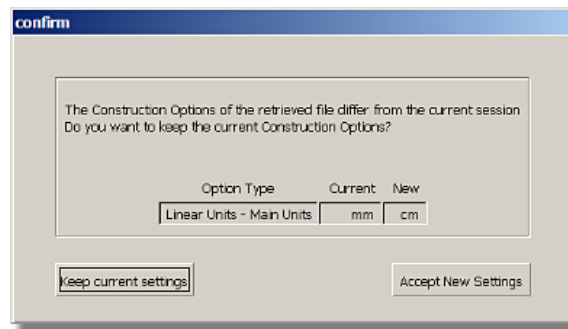 confirm
The Construction Options of the retrieved file differ from the current session
Do you want to keep the current Construction Options?
Option Type Current New
Linear Units - Main Units mm cm
Keep current settings Accept New Settings